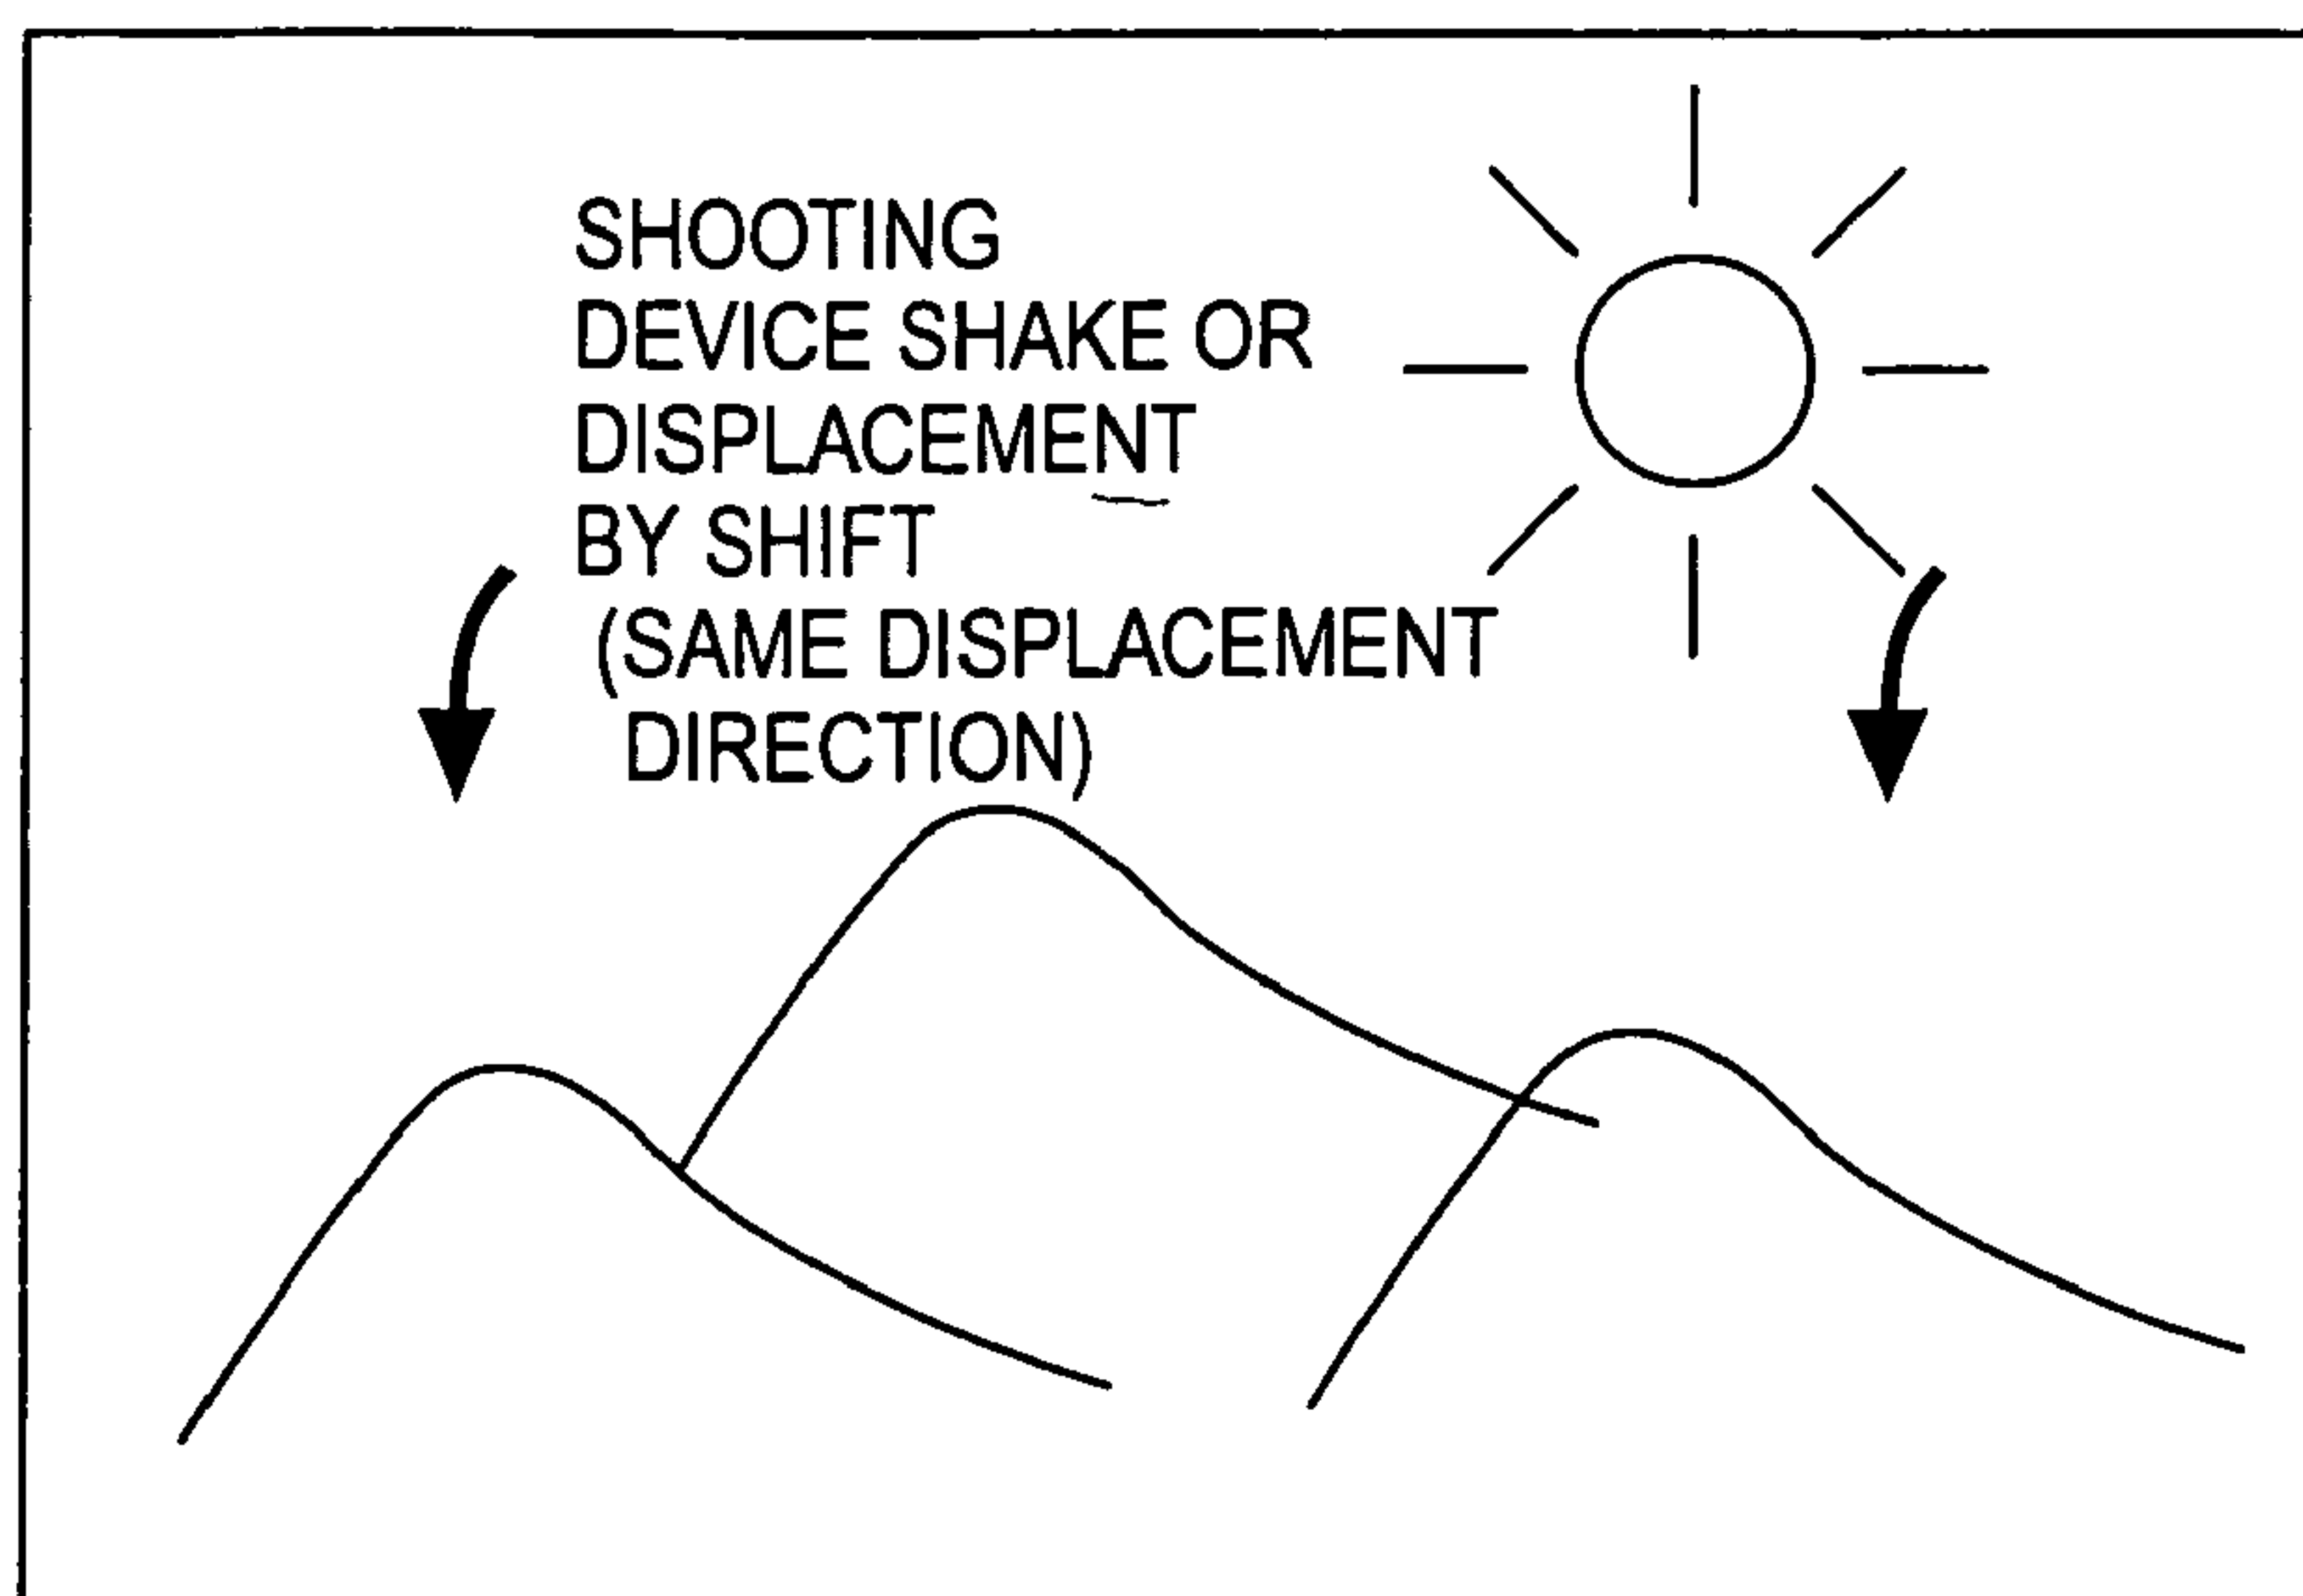 SHOOTING
DEVICE SHAKE OR
DISPLACEMENT
BY SHIFT
(SAME DISPLACEMENT
DIRECTION)